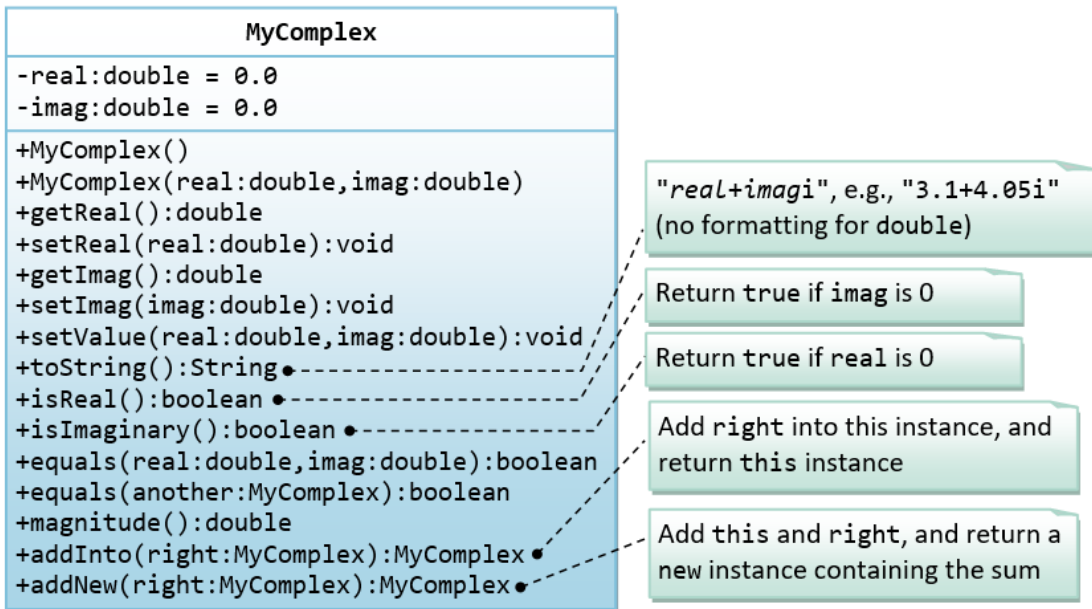 MyComplex
-real:double = 0.0
-imag:double = 0.0
+MyComplex()
+MyComplex(real:double,imag:double)
+getReal():double
+setReal(real:double):void
+getImag():double
+setImag(imag:double):void
+setValue(real:double,imag:double):void
+toString():String
+isReal():boolean
+isImaginary():boolean
+equals(real:double,imag:double):boolean
+equals(another:MyComplex):boolean
+magnitude():double
+addInto(right:MyComplex):MyComplex
+addNew(right:MyComplex):MyComplex
"real+imagi", e.g., "3.1+4.05i"
(no formatting for double)
Return true if imag is 0
Return true if real is 0
Add right into this instance, and
return this instance
Add this and right, and return a
new instance containing the sum